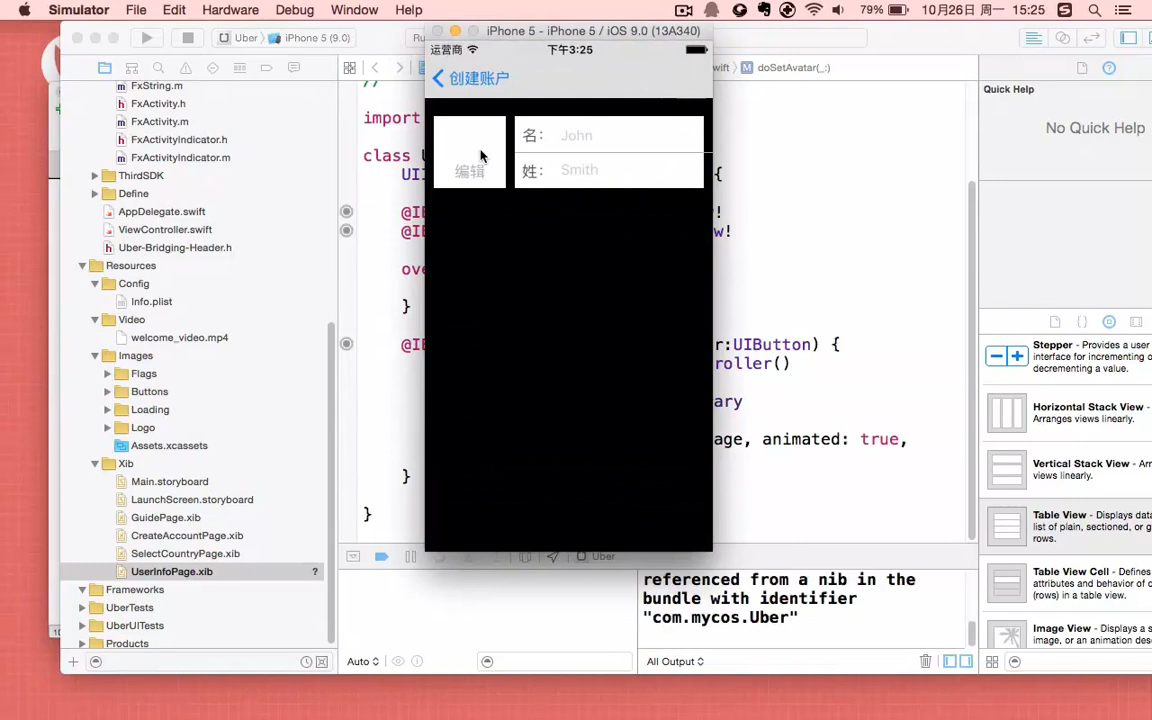 Simulator File Edit Hardware Debug Window Help 79% 10月26日 周一 15:25
iPhone 5 - iPhone 5 / iOS 9.0 (13A340)
Uber iPhone 5 (9.0)
运营商 下午3:25
创建账户
名: John
姓: Smith
编辑
FxString.m
FxActivity.h
FxActivity.m
FxActivityIndicator.h
FxActivityIndicator.m
ThirdSDK
Define
AppDelegate.swift
ViewController.swift
Uber-Bridging-Header.h
Resources
Config
Info.plist
Video
welcome_video.mp4
Images
Flags
Buttons
Loading
Logo
Assets.xcassets
Xib
Main.storyboard
LaunchScreen.storyboard
GuidePage.xib
CreateAccountPage.xib
SelectCountryPage.xib
UserInfoPage.xib ?
Frameworks
UberTests
UberUITests
Products
wift M doSetAvatar(_:)
//
import
class
UI {
@I !
@I w!
ove
}
@I r:UIButton) {
roller()
ary
age, animated: true,
}
}
Uber
referenced from a nib in the
bundle with identifier
"com.mycos.Uber"
Auto
All Output
Quick Help
No Quick Help
Stepper - Provides a user
interface for incrementing or
decrementing a value.
Horizontal Stack View -
Arranges views linearly.
Vertical Stack View - Arr
views linearly.
Table View - Displays data
list of plain, sectioned, or g
rows.
Table View Cell - Defines
attributes and behavior of c
(rows) in a table view.
Image View - Displays a s
image, or an animation des